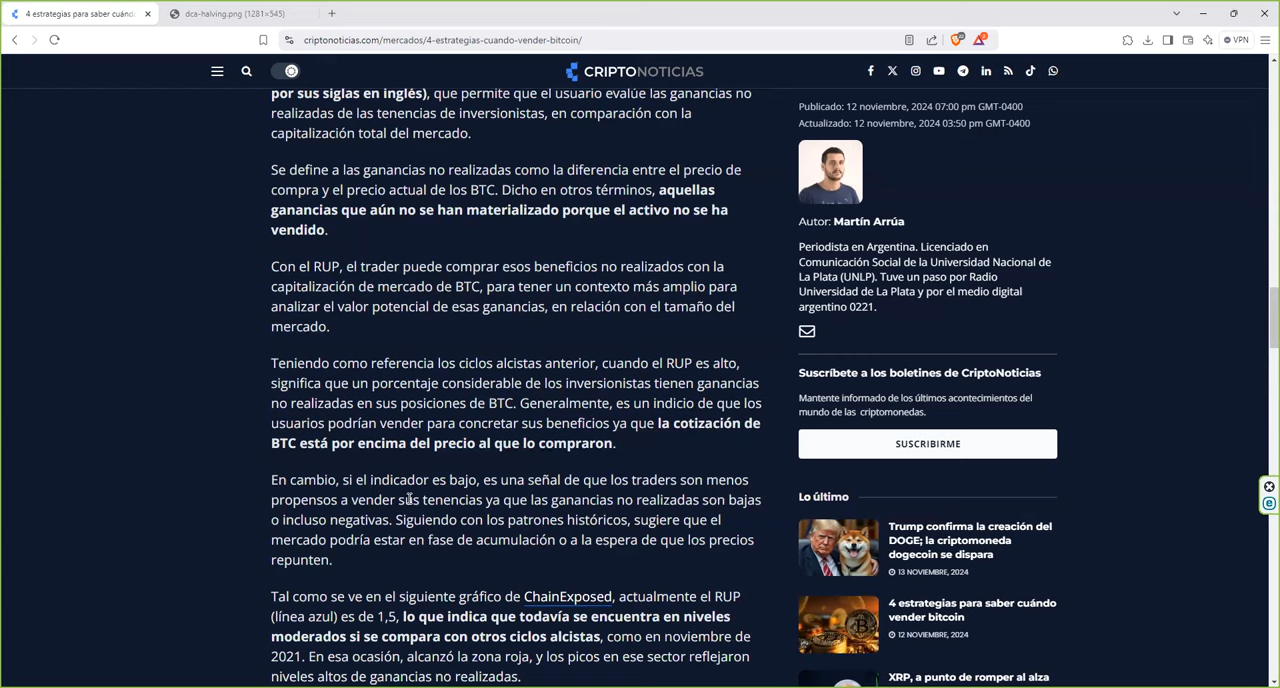 4 estrategias para saber cuándo
dca-halving.png (1281×545)
criptonoticias.com/mercados/4-estrategias-cuando-vender-bitcoin/
VPN
CRIPTONOTICIAS
por sus siglas en inglés), que permite que el usuario evalúe las ganancias no
realizadas de las tenencias de inversionistas, en comparación con la
capitalización total del mercado.
Se define a las ganancias no realizadas como la diferencia entre el precio de
compra y el precio actual de los BTC. Dicho en otros términos, aquellas
ganancias que aún no se han materializado porque el activo no se ha
vendido.
Con el RUP, el trader puede comprar esos beneficios no realizados con la
capitalización de mercado de BTC, para tener un contexto más amplio para
analizar el valor potencial de esas ganancias, en relación con el tamaño del
mercado.
Teniendo como referencia los ciclos alcistas anterior, cuando el RUP es alto,
significa que un porcentaje considerable de los inversionistas tienen ganancias
no realizadas en sus posiciones de BTC. Generalmente, es un indicio de que los
usuarios podrían vender para concretar sus beneficios ya que la cotización de
BTC está por encima del precio al que lo compraron.
En cambio, si el indicador es bajo, es una señal de que los traders son menos
propensos a vender sus tenencias ya que las ganancias no realizadas son bajas
o incluso negativas. Siguiendo con los patrones históricos, sugiere que el
mercado podría estar en fase de acumulación o a la espera de que los precios
repunten.
Tal como se ve en el siguiente gráfico de ChainExposed, actualmente el RUP
(línea azul) es de 1,5, lo que indica que todavía se encuentra en niveles
moderados si se compara con otros ciclos alcistas, como en noviembre de
2021. En esa ocasión, alcanzó la zona roja, y los picos en ese sector reflejaron
niveles altos de ganancias no realizadas.
Publicado: 12 noviembre, 2024 07:00 pm GMT-0400
Actualizado: 12 noviembre, 2024 03:50 pm GMT-0400
Autor: Martín Arrúa
Periodista en Argentina. Licenciado en
Comunicación Social de la Universidad Nacional de
La Plata (UNLP). Tuve un paso por Radio
Universidad de La Plata y por el medio digital
argentino 0221.
Suscríbete a los boletines de CriptoNoticias
Mantente informado de los últimos acontecimientos del
mundo de las criptomonedas.
SUSCRIBIRME
Lo último
Trump confirma la creación del
DOGE; la criptomoneda
dogecoin se dispara
13 NOVIEMBRE, 2024
4 estrategias para saber cuándo
vender bitcoin
12 NOVIEMBRE, 2024
XRP, a punto de romper al alza